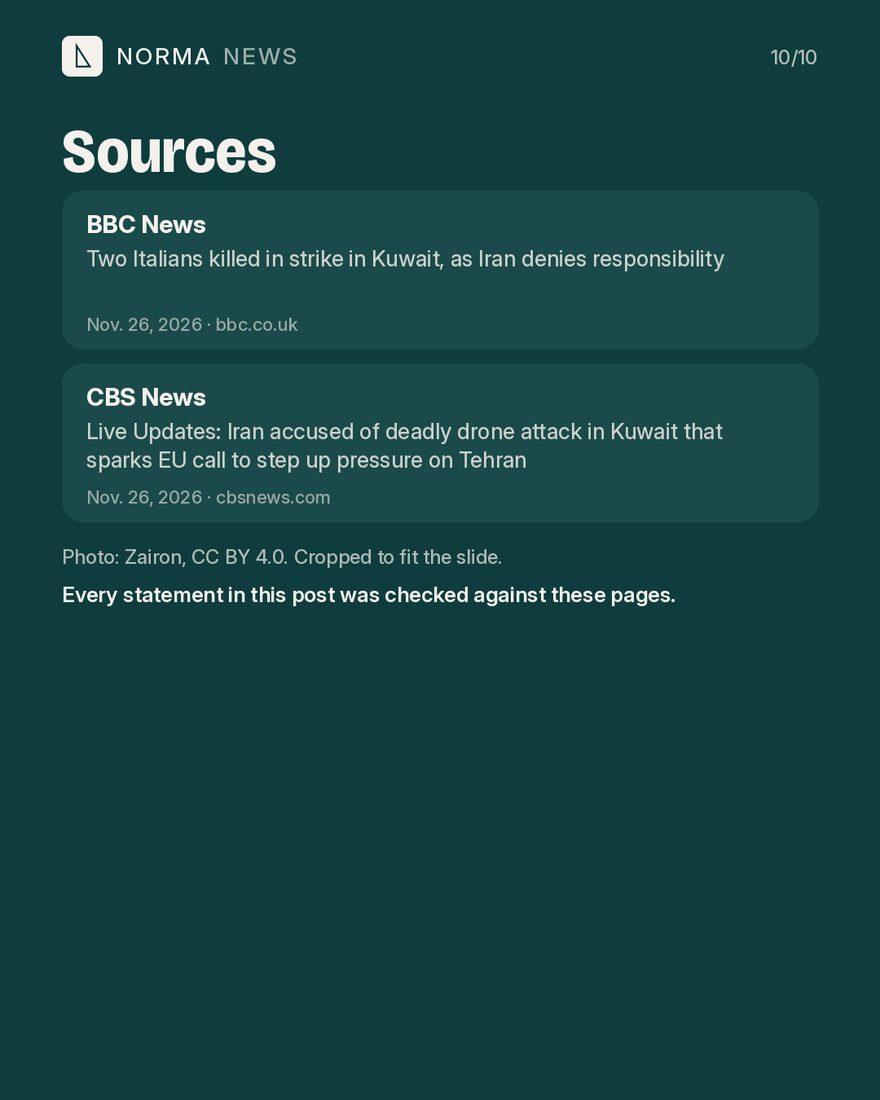 NORMA NEWS
10/10
Sources
BBC News
Two Italians killed in strike in Kuwait, as Iran denies responsibility
Nov. 26, 2026 · bbc.co.uk
CBS News
Live Updates: Iran accused of deadly drone attack in Kuwait that
sparks EU call to step up pressure on Tehran
Nov. 26, 2026 · cbsnews.com
Photo: Zairon, CC BY 4.0. Cropped to fit the slide.
Every statement in this post was checked against these pages.